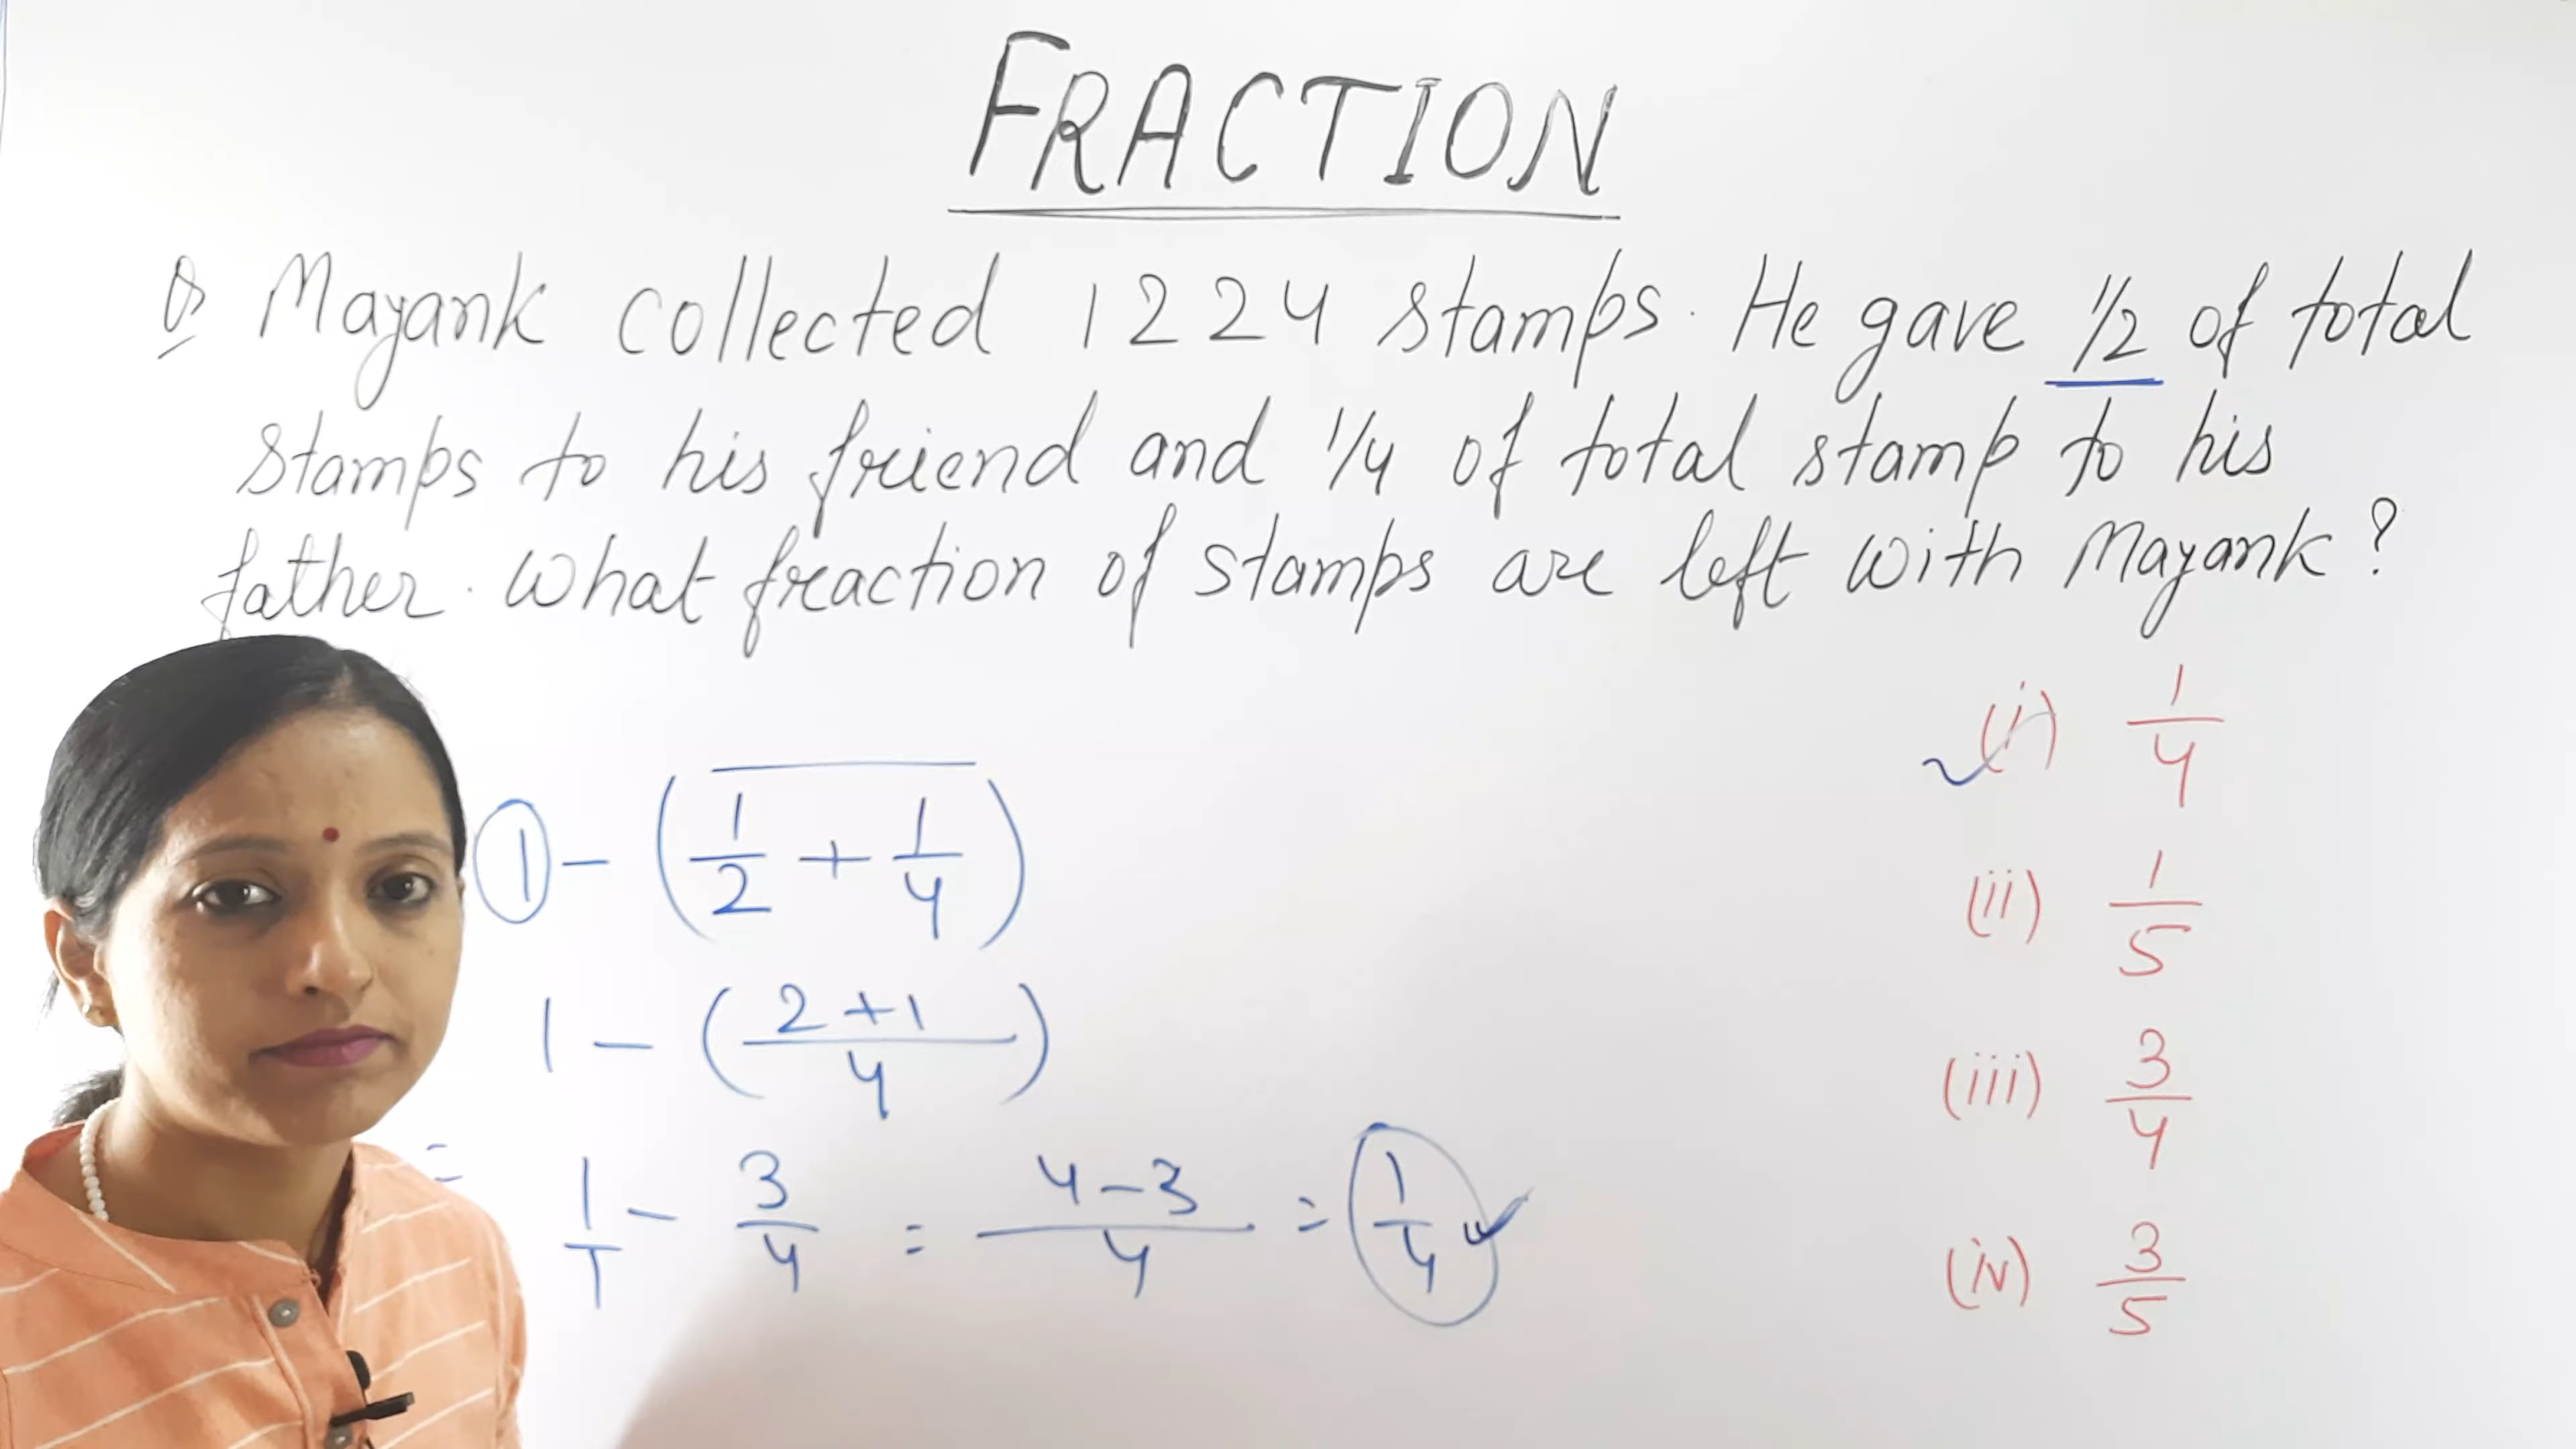 FRACTION
Q Mayank collected 1224 stamps. He gave 1/2 of total
stamps to his friend and 1/4 of total stamp to his
father. What fraction of stamps are left with Mayank?
(i) 1/4
1 - (1/2 + 1/4)
(ii) 1/5
1 - (2+1/4)
(iii) 3/4
= 1/1 - 3/4 = 4-3/4 = 1/4
(iv) 3/5